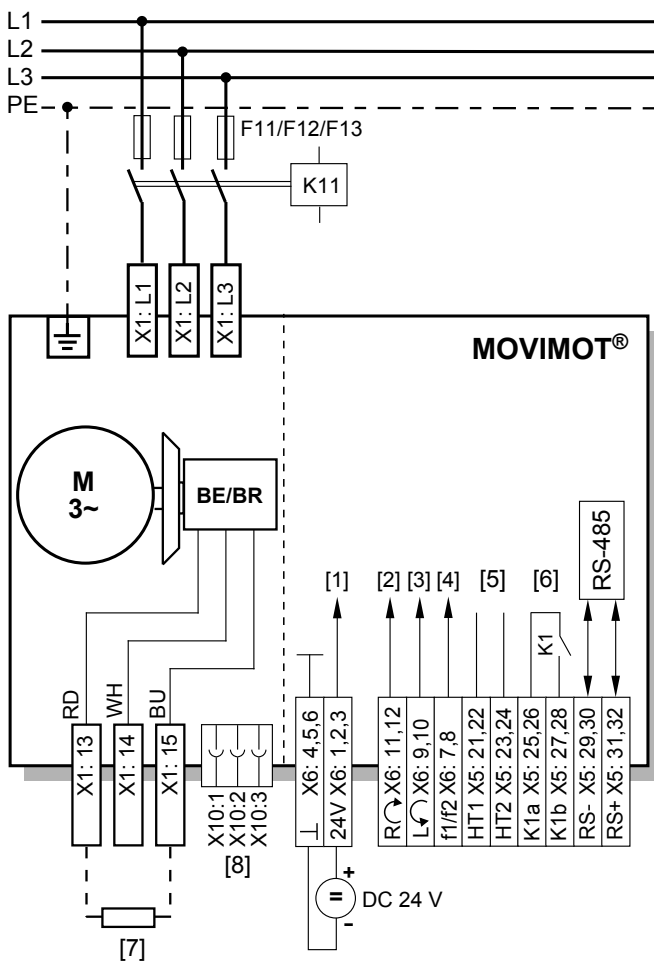 L1
L2
L3
PE
F11/F12/F13
K11
X1: L1
X1: L2
X1: L3
MOVIMOT®
M
3~
BE/BR
RS-485
[1]
[2]
[3]
[4]
[5]
[6]
K1
RD
WH
BU
X1: 13
X1: 14
X1: 15
X10:1
X10:2
X10:3
[8]
⊥ X6: 4,5,6
24V X6: 1,2,3
R X6: 11,12
L X6: 9,10
f1/f2 X6: 7,8
HT1 X5: 21,22
HT2 X5: 23,24
K1a X5: 25,26
K1b X5: 27,28
RS- X5: 29,30
RS+ X5: 31,32
+
=
-
DC 24 V
[7]